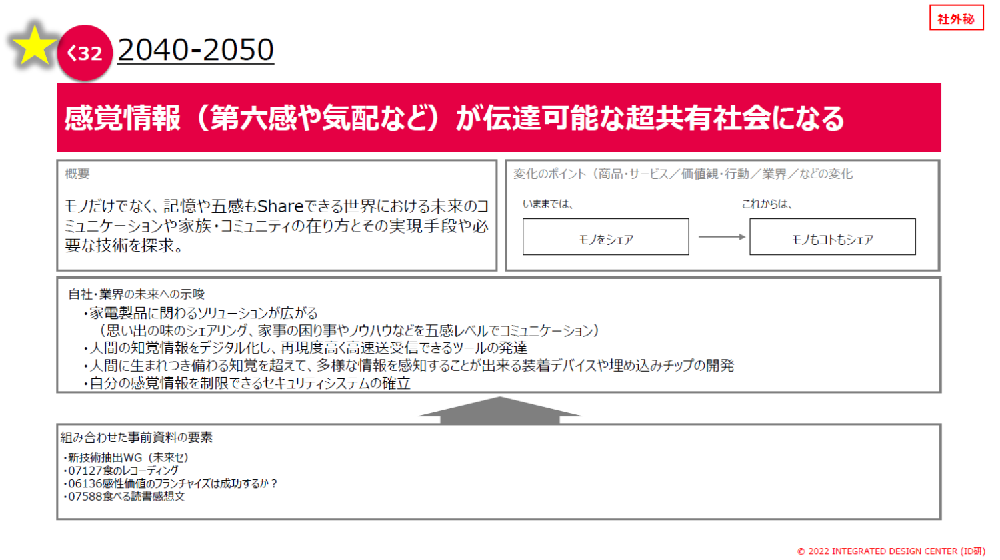 社外秘
く32
2040-2050
感覚情報（第六感や気配など）が伝達可能な超共有社会になる
概要
モノだけでなく、記憶や五感もShareできる世界における未来のコ
ミュニケーションや家族・コミュニティの在り方とその実現手段や必
要な技術を探求。
変化のポイント（商品・サービス／価値観・行動／業界／などの変化
いままでは、
これからは、
モノをシェア
モノもコトもシェア
自社・業界の未来への示唆
・家電製品に関わるソリューションが広がる
（思い出の味のシェアリング、家事の困り事やノウハウなどを五感レベルでコミュニケーション）
・人間の知覚情報をデジタル化し、再現度高く高速送受信できるツールの発達
・人間に生まれつき備わる知覚を超えて、多様な情報を感知することが出来る装着デバイスや埋め込みチップの開発
・自分の感覚情報を制限できるセキュリティシステムの確立
組み合わせた事前資料の要素
・新技術抽出WG（未来セ）
・07127食のレコーディング
・06136感性価値のフランチャイズは成功するか？
・07588食べる読書感想文
© 2022 INTEGRATED DESIGN CENTER (ID研)